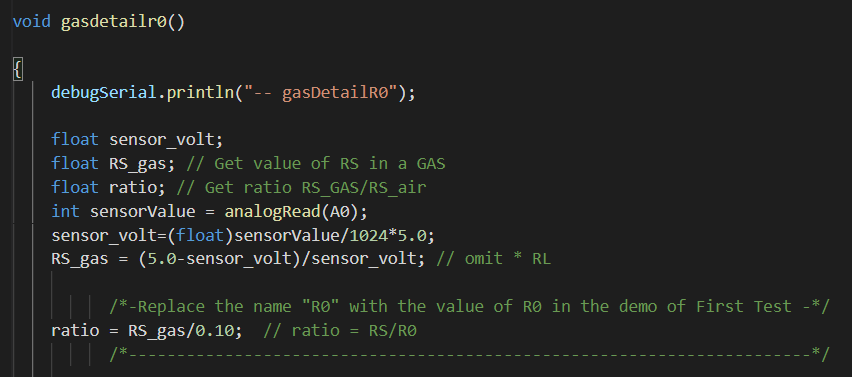 void gasdetailr0()
{
debugSerial.println("-- gasDetailR0");
float sensor_volt;
float RS_gas; // Get value of RS in a GAS
float ratio; // Get ratio RS_GAS/RS_air
int sensorValue = analogRead(A0);
sensor_volt=(float)sensorValue/1024*5.0;
RS_gas = (5.0-sensor_volt)/sensor_volt; // omit * RL
/*-Replace the name "R0" with the value of R0 in the demo of First Test -*/
ratio = RS_gas/0.10;  // ratio = RS/R0
/*-----------------------------------------------------------------------*/